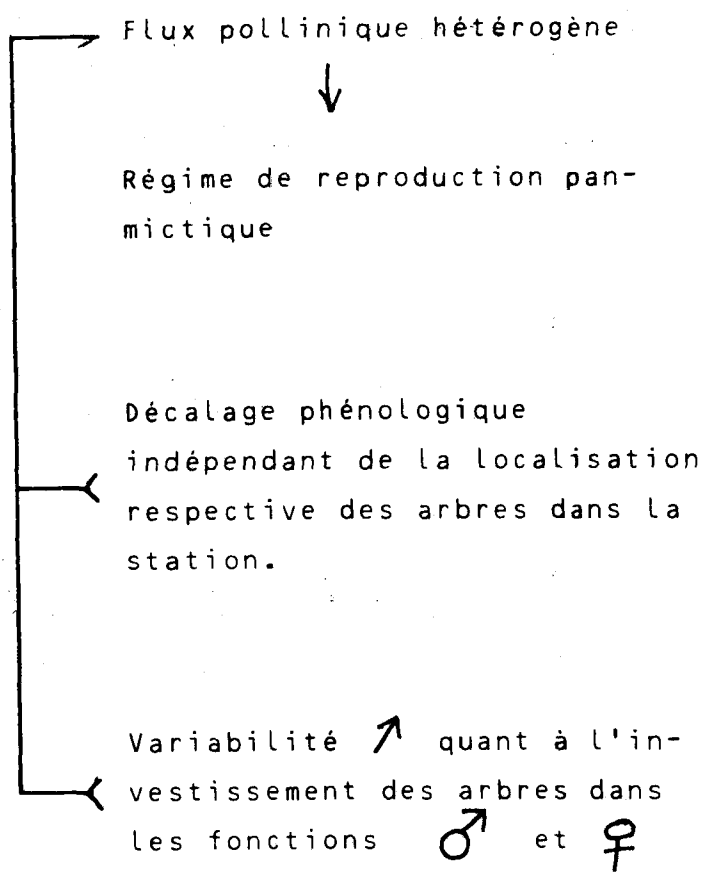 Flux pollinique hétérogène
↓
Régime de reproduction pan-
mictique
Décalage phénologique
indépendant de la localisation
respective des arbres dans la
station.
Variabilité ↗ quant à l'in-
vestissement des arbres dans
les fonctions ♂ et ♀